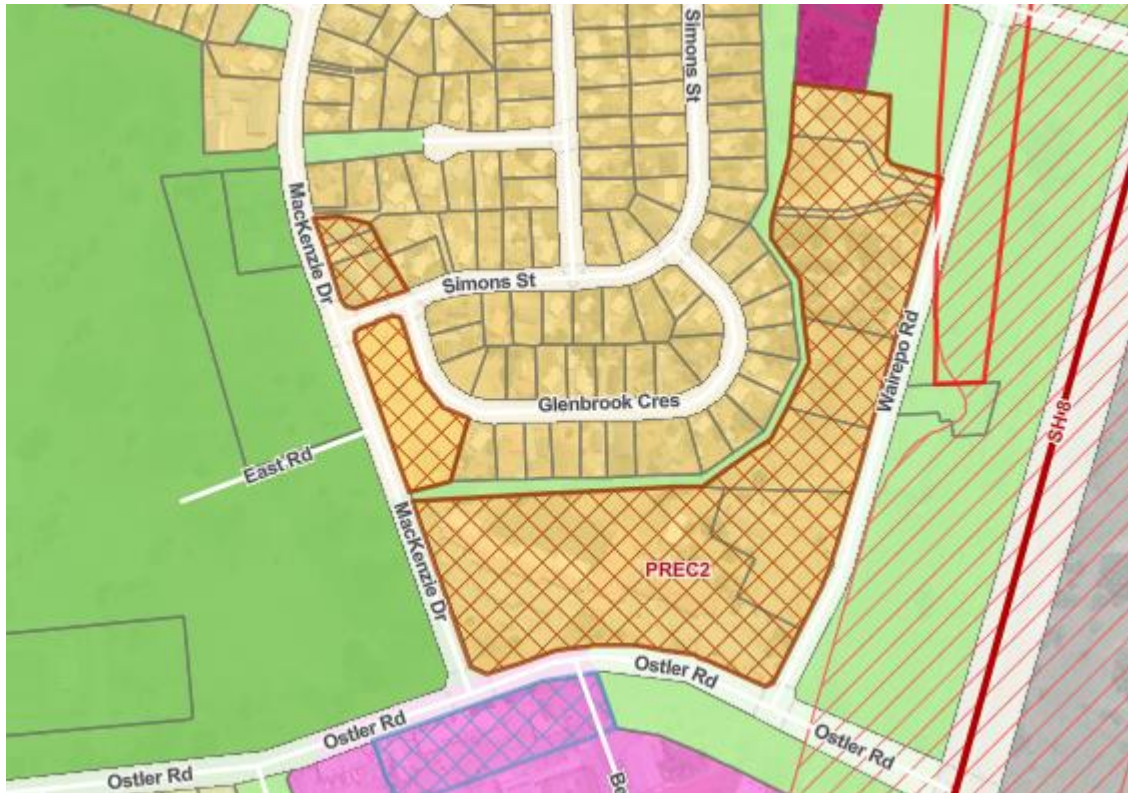 Simons St
MacKenzie Dr
Simons St
Wairepo Rd
Glenbrook Cres
SH-8
East Rd
MacKenzie Dr
PREC2
Ostler Rd
Ostler Rd
Ostler Rd
Ostler Rd